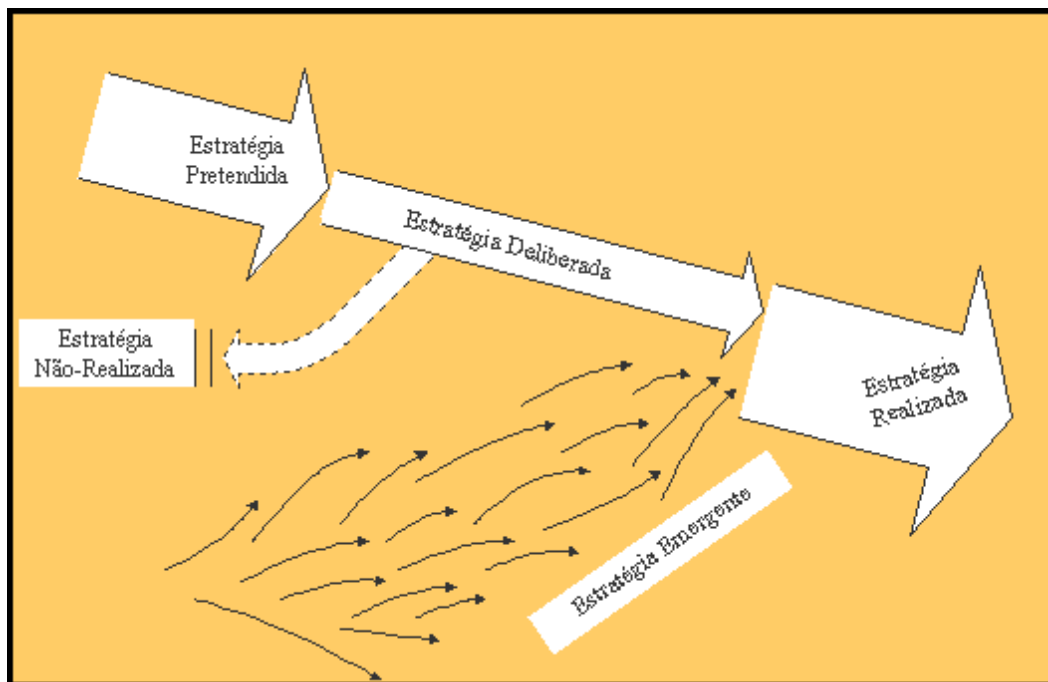 Estratégia
Pretendida
Estratégia Deliberada
Estratégia
Não-Realizada
Estratégia
Realizada
Estratégia Emergente